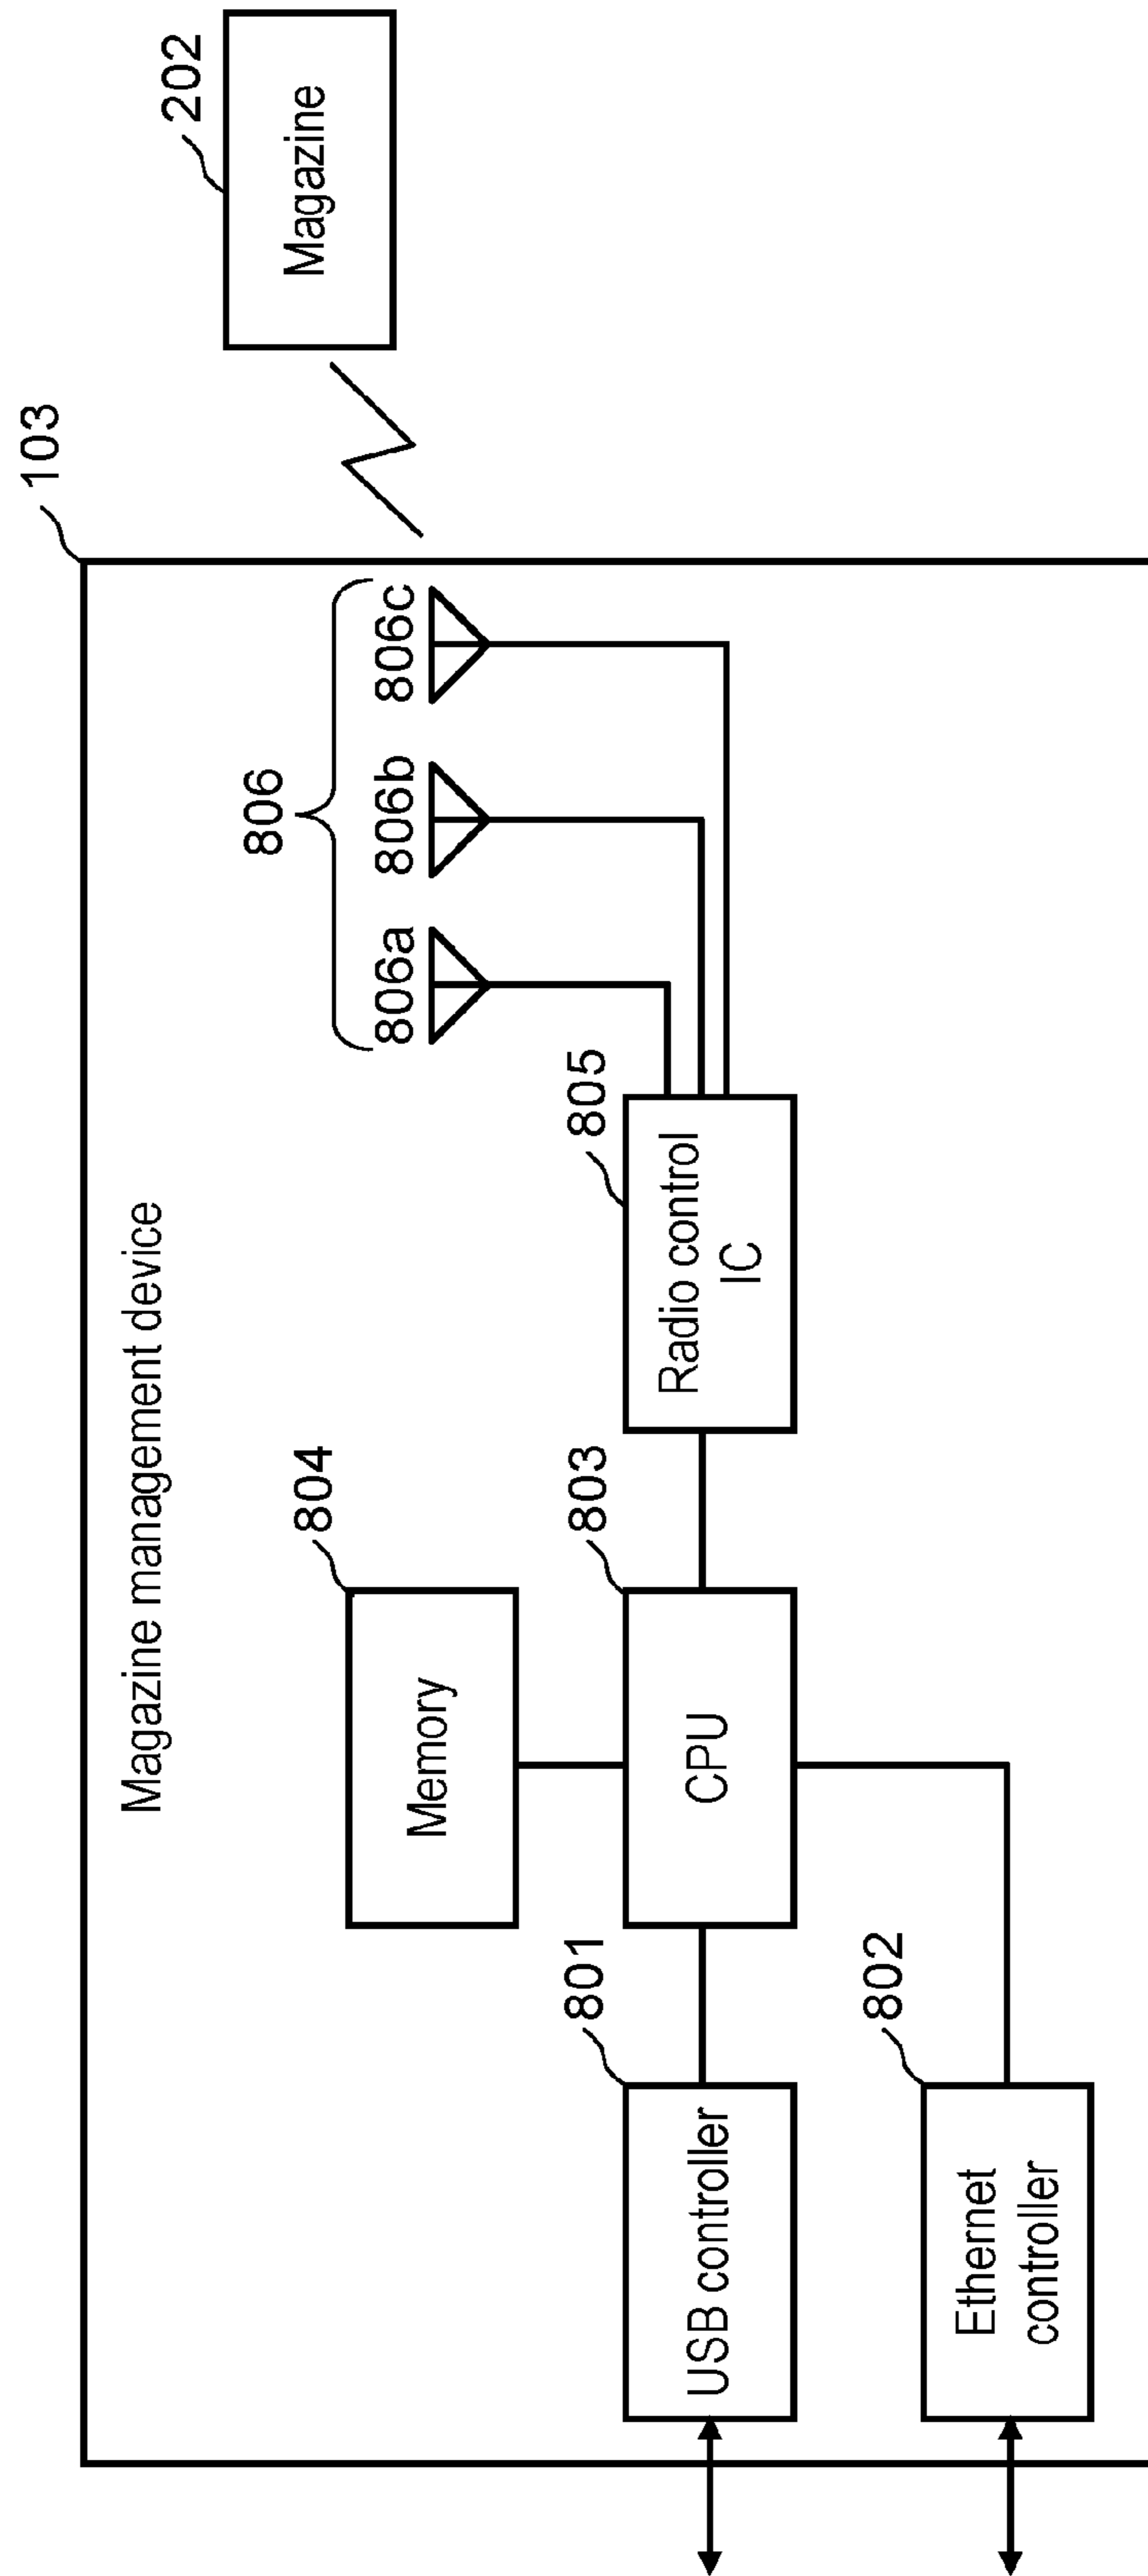 103
Magazine management device
202
Magazine
806
806a
806b
806c
804
Memory
801
USB controller
803
CPU
805
Radio control
IC
802
Ethernet
controller